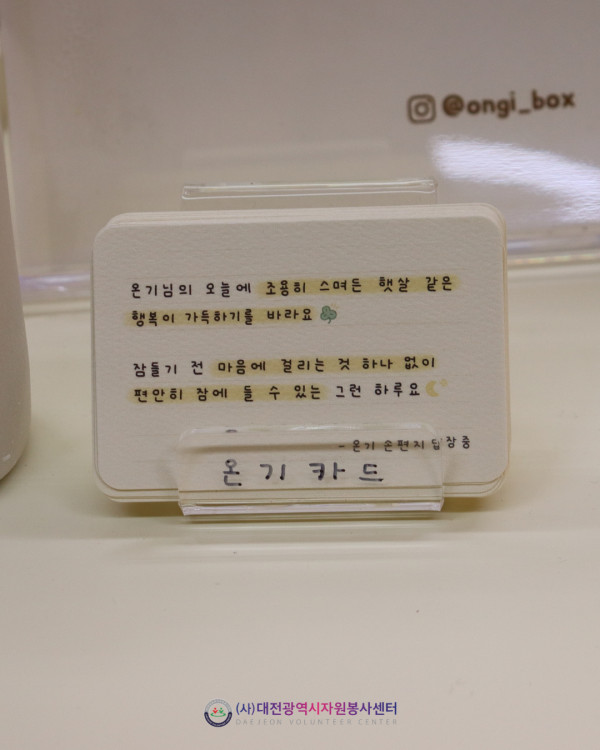 @ongi_box
온기님의 오늘에 조용히 스며든 햇살 같은
행복이 가득하기를 바라요
잠들기 전 마음에 걸리는 것 하나 없이
편안히 잠에 들 수 있는 그런 하루요
- 온기 손편지 답장 중
온기카드
(사)대전광역시자원봉사센터
DAEJEON VOLUNTEER CENTER